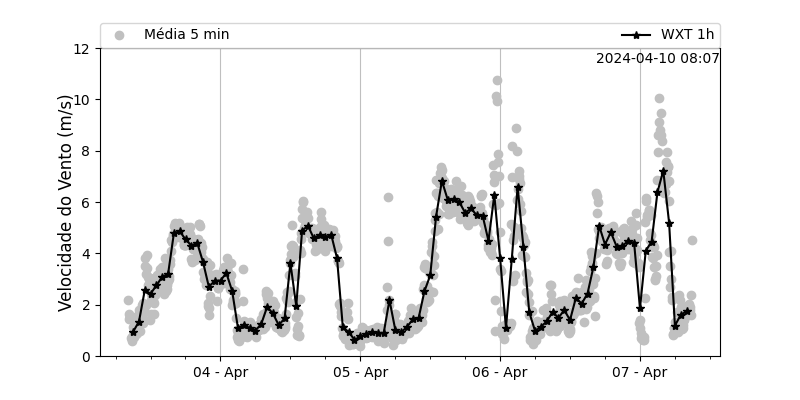 Média 5 min
WXT 1h
2024-04-10 08:07
Velocidade do Vento (m/s)
12
10
8
6
4
2
0
04 - Apr
05 - Apr
06 - Apr
07 - Apr